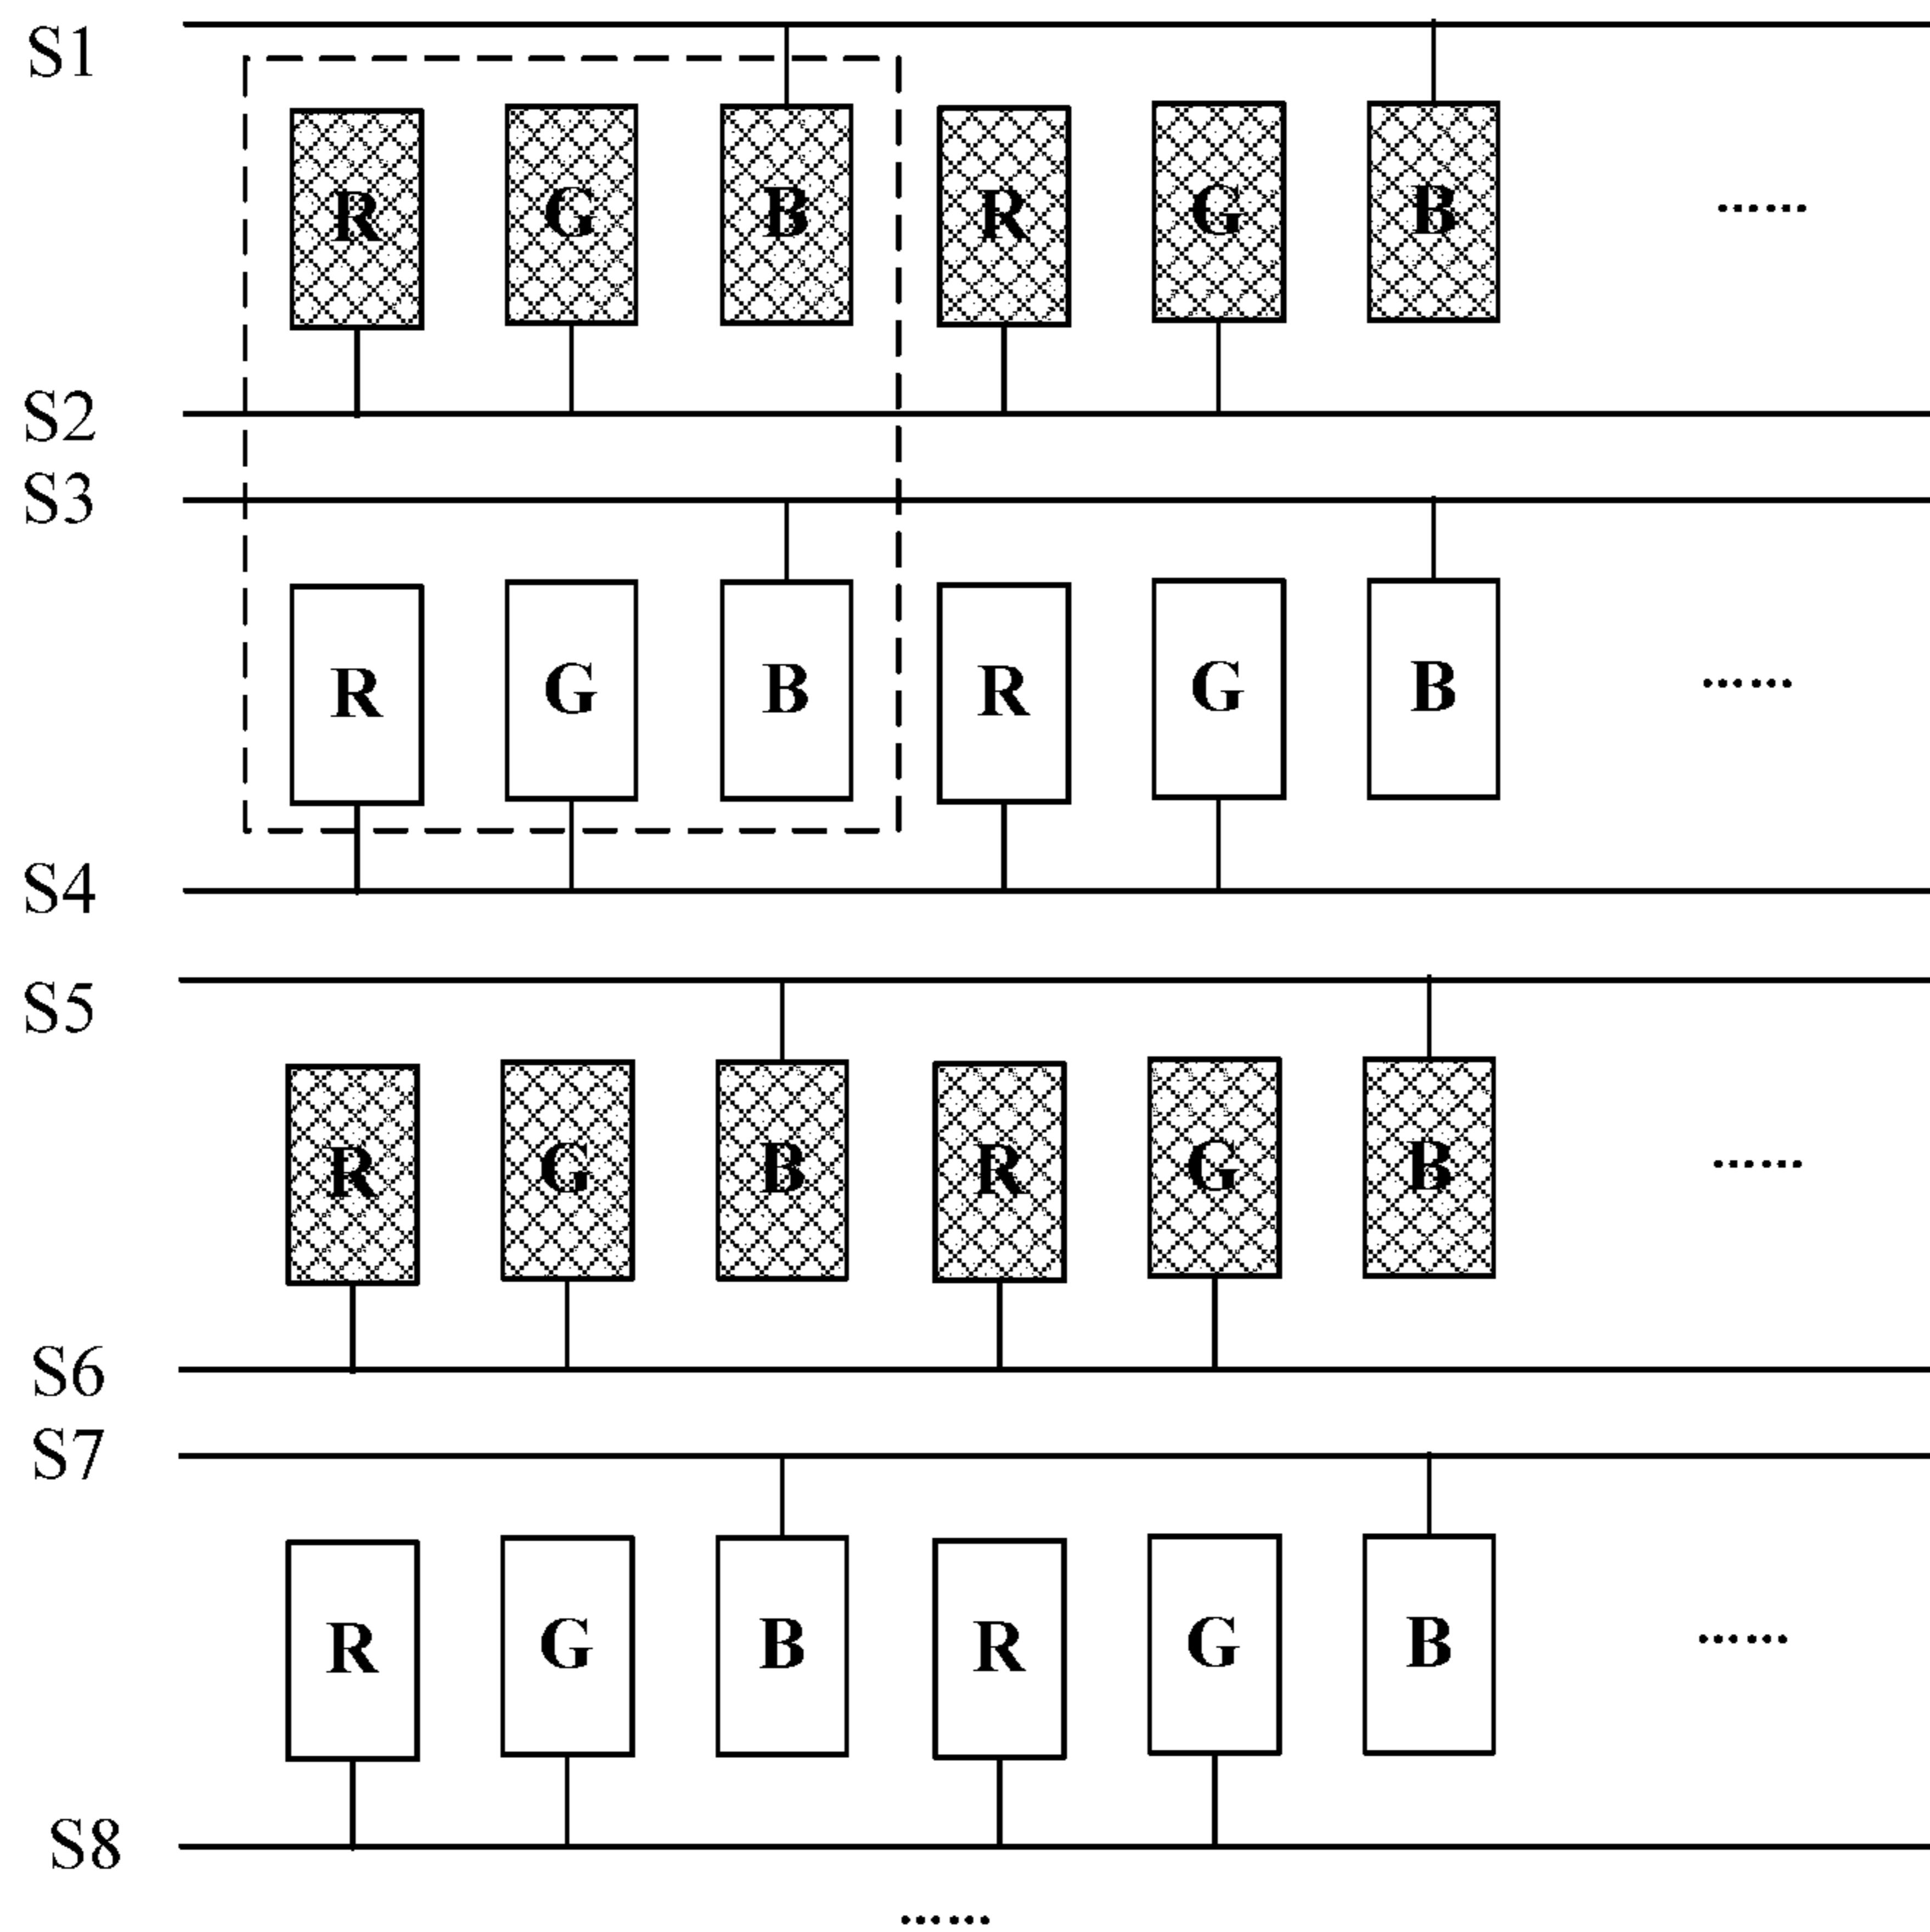 S1
R G B R G B ……
S2
S3
R G B R G B ……
S4
S5
R G B R G B ……
S6
S7
R G B R G B ……
S8
……